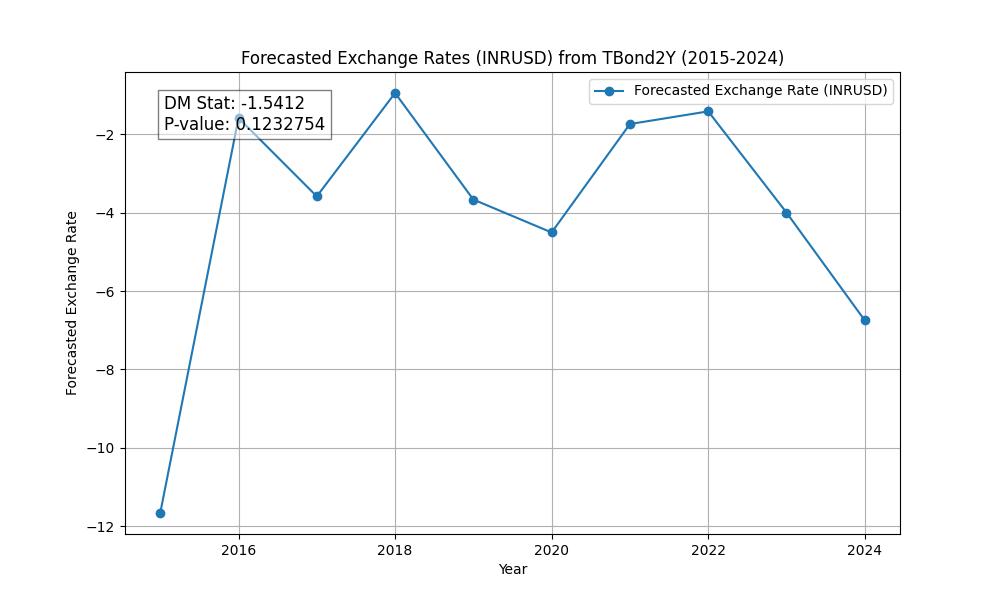 Forecasted Exchange Rates (INRUSD) from TBond2Y (2015-2024)
DM Stat: -1.5412
P-value: 0.1232754
Forecasted Exchange Rate (INRUSD)
Forecasted Exchange Rate
−2
−4
−6
−8
−10
−12
2016
2018
2020
2022
2024
Year